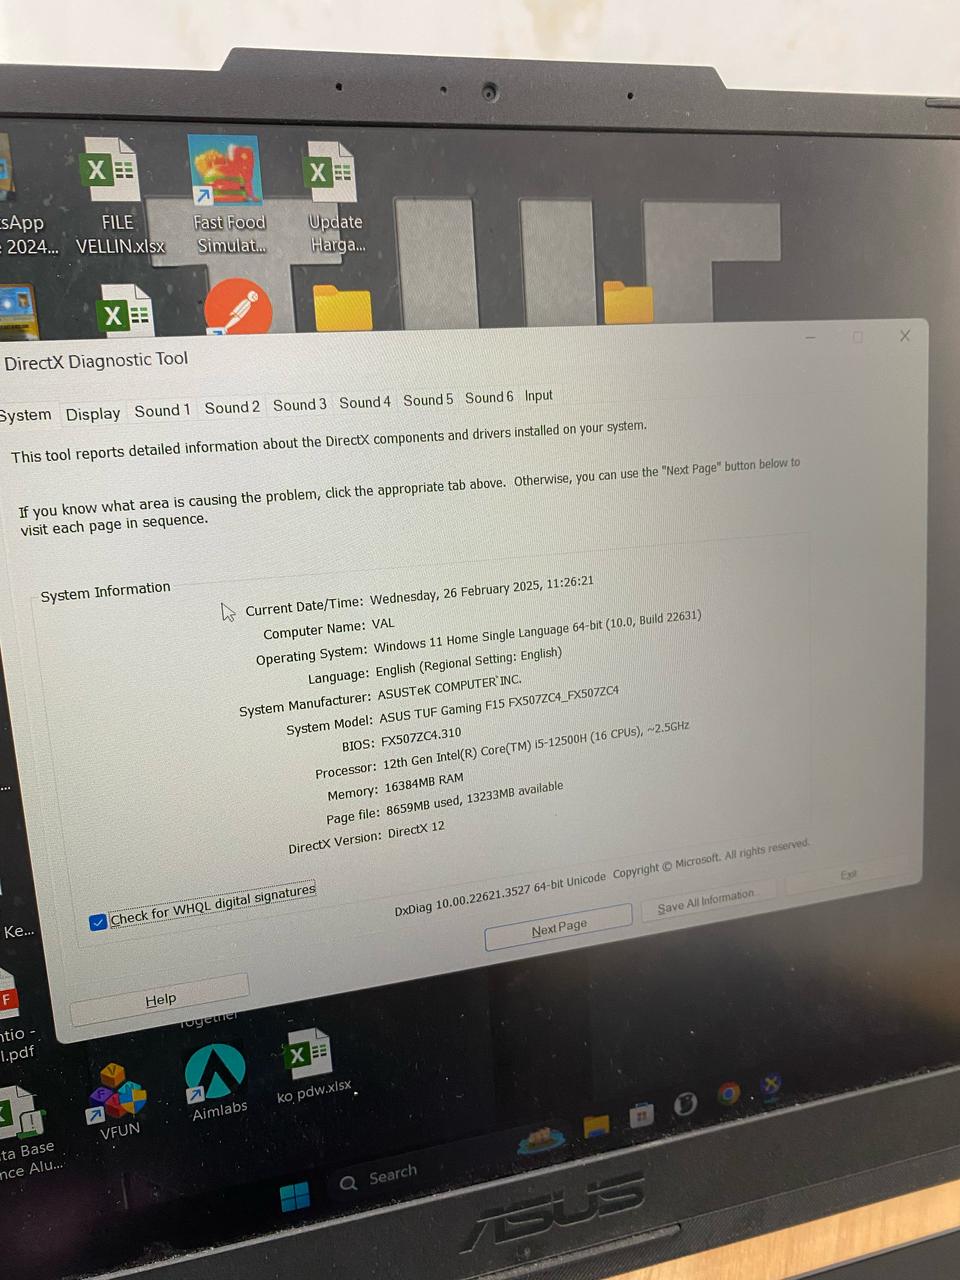 sApp
2024...
FILE
VELLIN.xlsx
Fast Food
Simulat...
Update
Harga...
DirectX Diagnostic Tool
System Display Sound 1 Sound 2 Sound 3 Sound 4 Sound 5 Sound 6 Input
This tool reports detailed information about the DirectX components and drivers installed on your system.
If you know what area is causing the problem, click the appropriate tab above. Otherwise, you can use the "Next Page" button below to
visit each page in sequence.
System Information
Current Date/Time: Wednesday, 26 February 2025, 11:26:21
Computer Name: VAL
Operating System: Windows 11 Home Single Language 64-bit (10.0, Build 22631)
Language: English (Regional Setting: English)
System Manufacturer: ASUSTeK COMPUTER INC.
System Model: ASUS TUF Gaming F15 FX507ZC4_FX507ZC4
BIOS: FX507ZC4.310
Processor: 12th Gen Intel(R) Core(TM) i5-12500H (16 CPUs), ~2.5GHz
Memory: 16384MB RAM
Page file: 8659MB used, 13233MB available
DirectX Version: DirectX 12
Check for WHQL digital signatures
DxDiag 10.00.22621.3527 64-bit Unicode Copyright © Microsoft. All rights reserved.
Help
Next Page
Save All Information
Exit
Ke...
ntio -
l.pdf
Together
VFUN
Aimlabs
ko pdw.xlsx
ta Base
nce Alu...
Search
ASUS